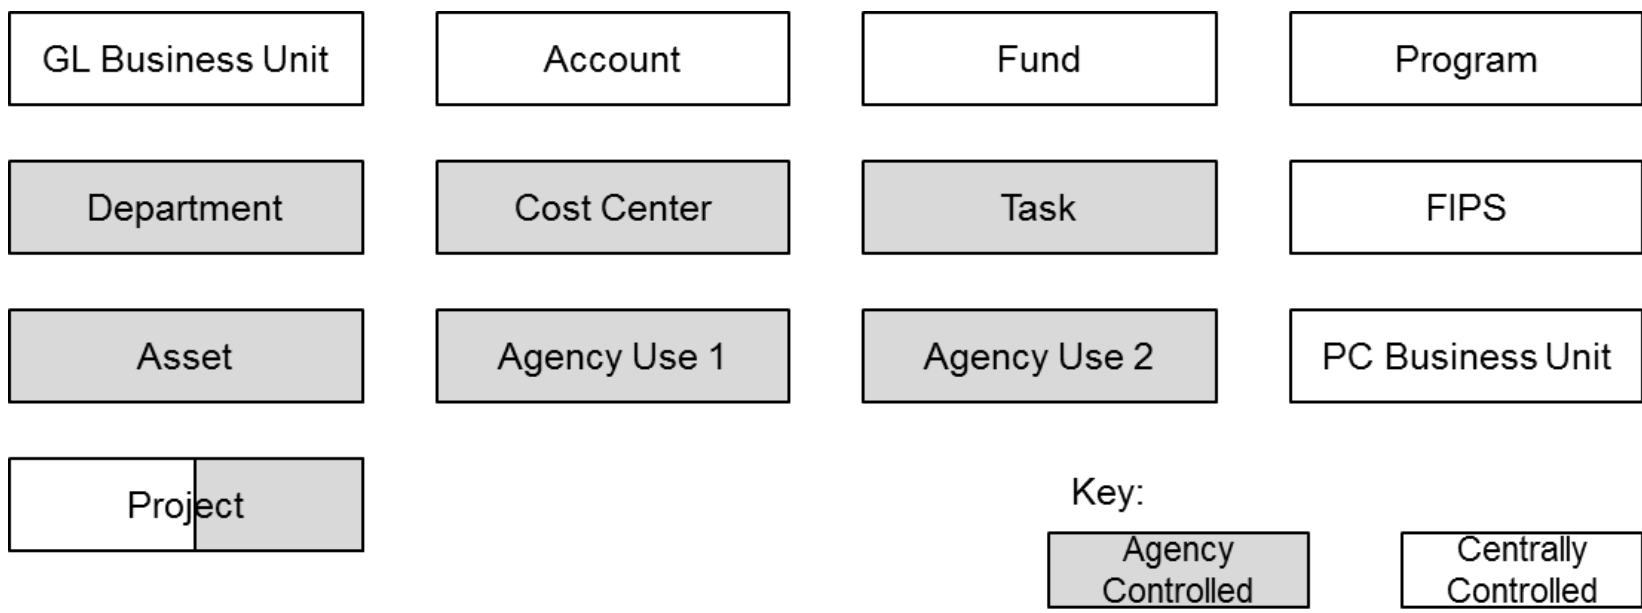 GL Business Unit
Account
Fund
Program
Department
Cost Center
Task
FIPS
Asset
Agency Use 1
Agency Use 2
PC Business Unit
Project
Key:
Agency
Controlled
Centrally
Controlled